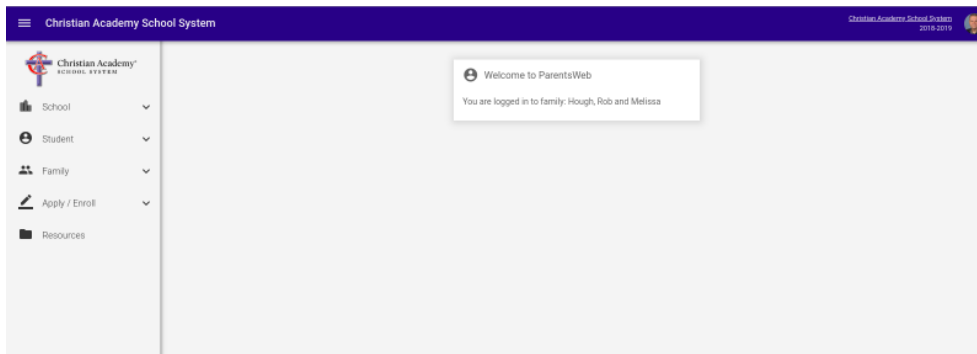 Christian Academy School System
Christian Academy School System
2018-2019
Christian Academy
SCHOOL SYSTEM
School
Student
Family
Apply / Enroll
Resources
Welcome to ParentsWeb
You are logged in to family: Hough, Rob and Melissa